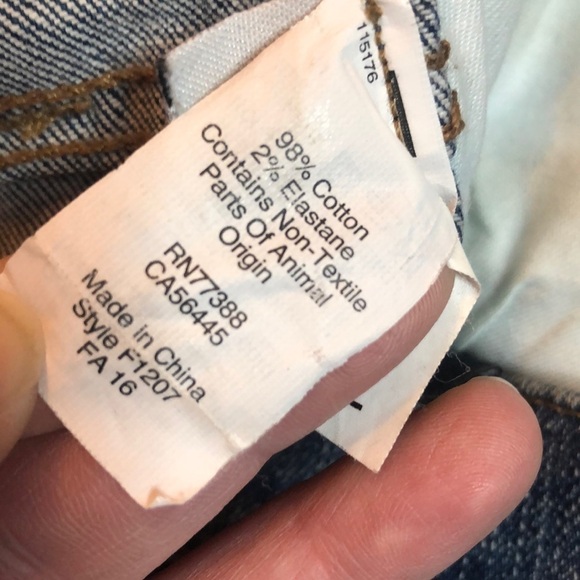 115176
98% Cotton
2% Elastane
Contains Non-Textile
Parts Of Animal
Origin
RN77388
CA56445
Made in China
Style F1207
FA 16